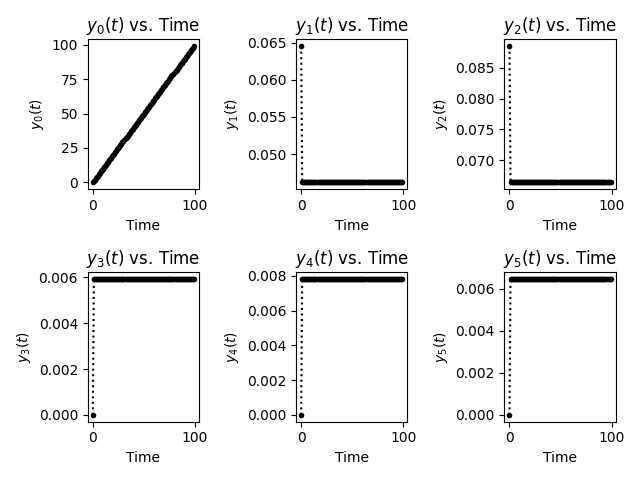 y₀(t) vs. Time
y₁(t) vs. Time
y₂(t) vs. Time
100
75
50
25
0
y₀(t)
0
100
Time
0.065
0.060
0.055
0.050
y₁(t)
0
100
Time
0.085
0.080
0.075
0.070
y₂(t)
0
100
Time
y₃(t) vs. Time
y₄(t) vs. Time
y₅(t) vs. Time
0.006
0.004
0.002
0.000
y₃(t)
0
100
Time
0.008
0.006
0.004
0.002
0.000
y₄(t)
0
100
Time
0.006
0.004
0.002
0.000
y₅(t)
0
100
Time